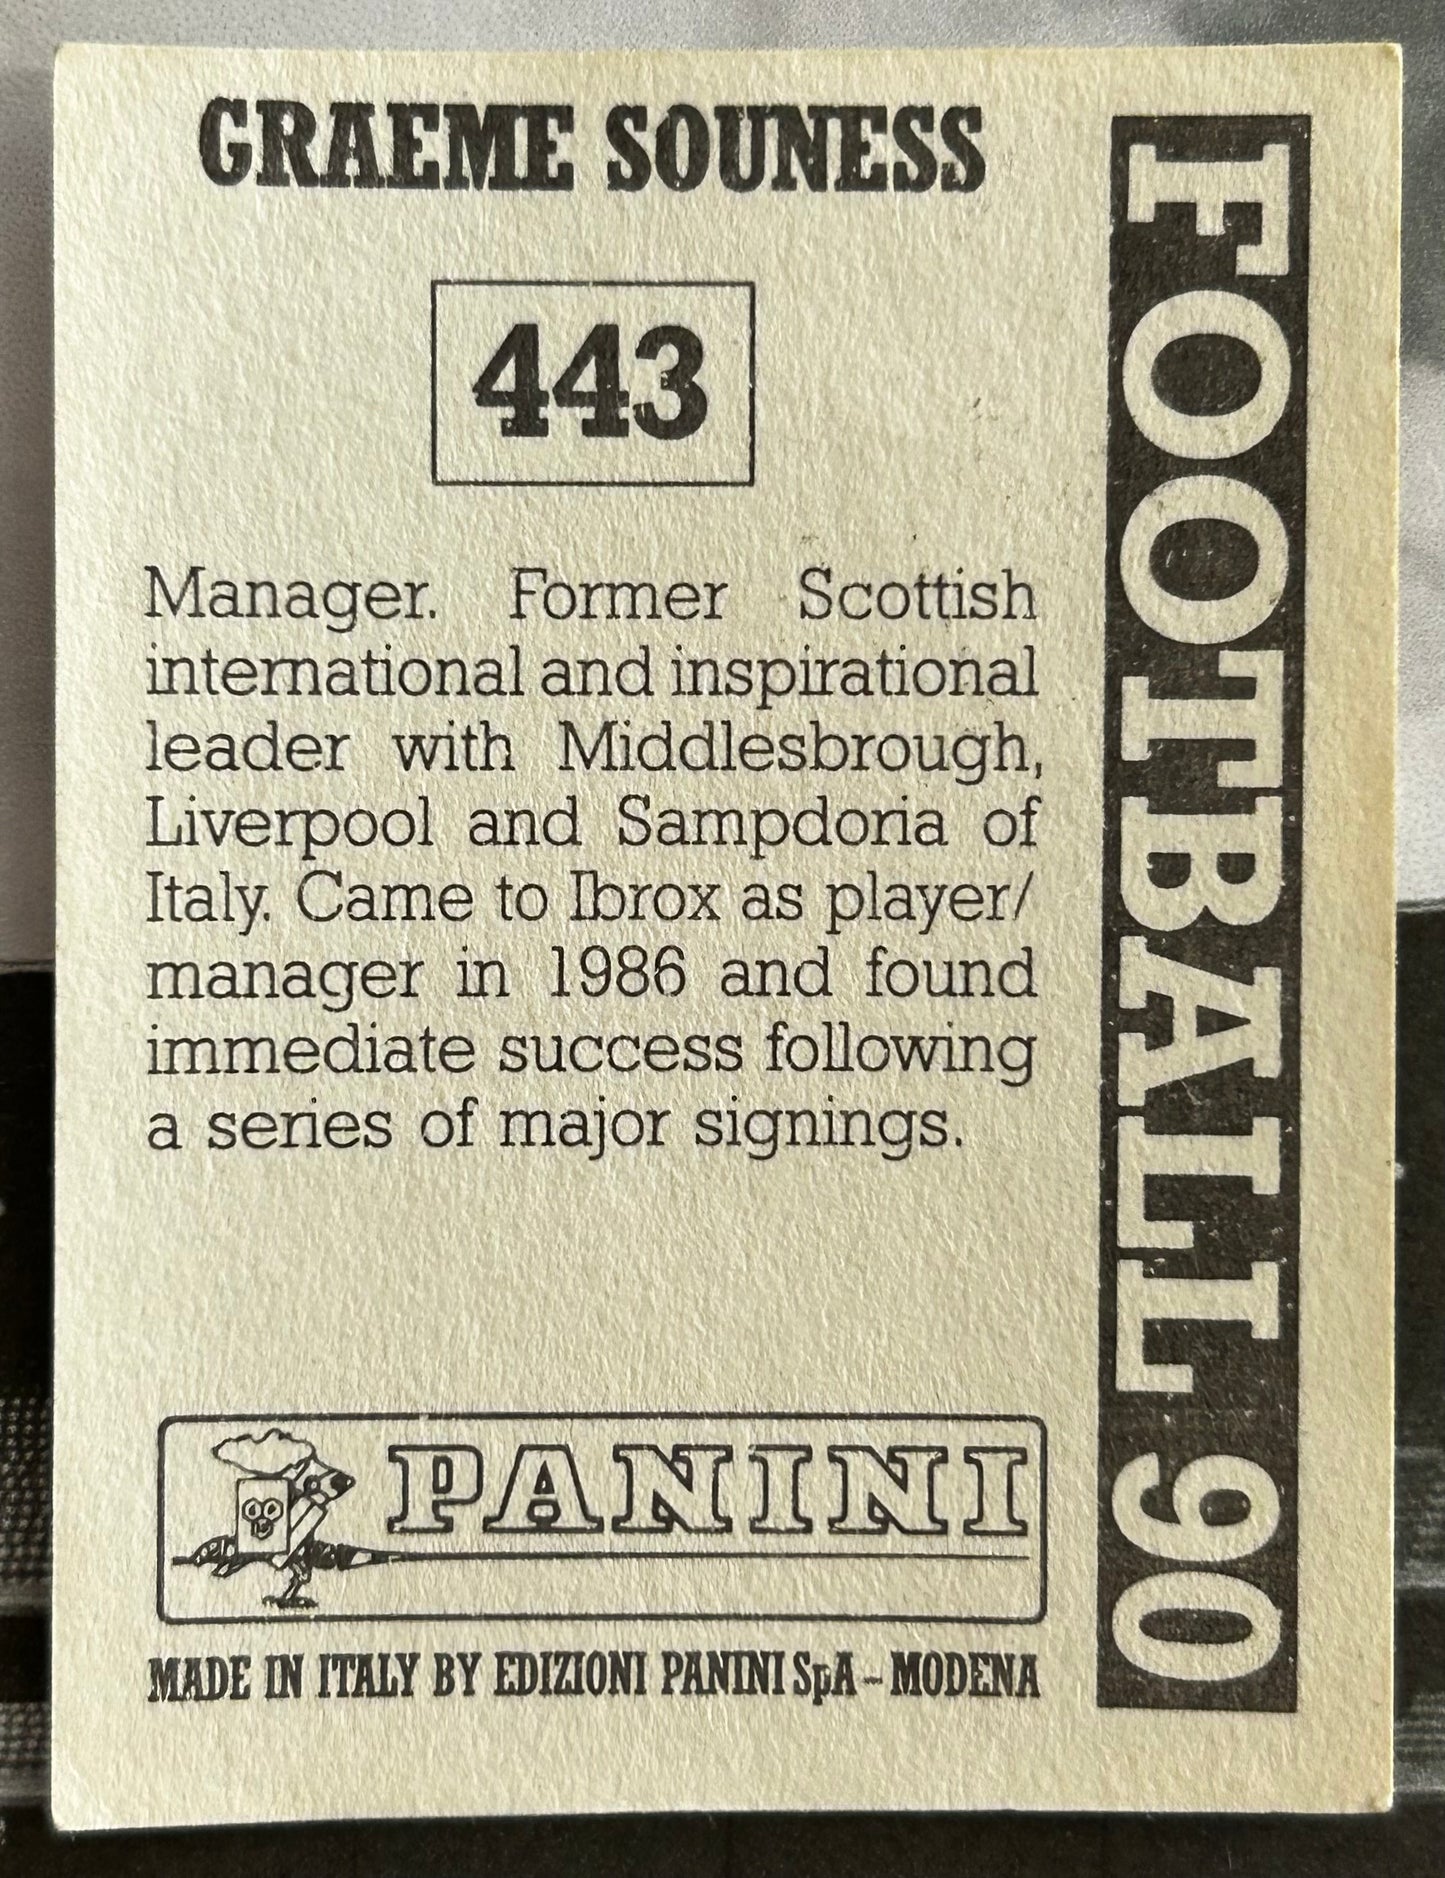 GRAEME SOUNESS
443
Manager. Former Scottish
international and inspirational
leader with Middlesbrough,
Liverpool and Sampdoria of
Italy. Came to Ibrox as player/
manager in 1986 and found
immediate success following
a series of major signings.
PANINI
MADE IN ITALY BY EDIZIONI PANINI SpA - MODENA
FOOTBALL 90